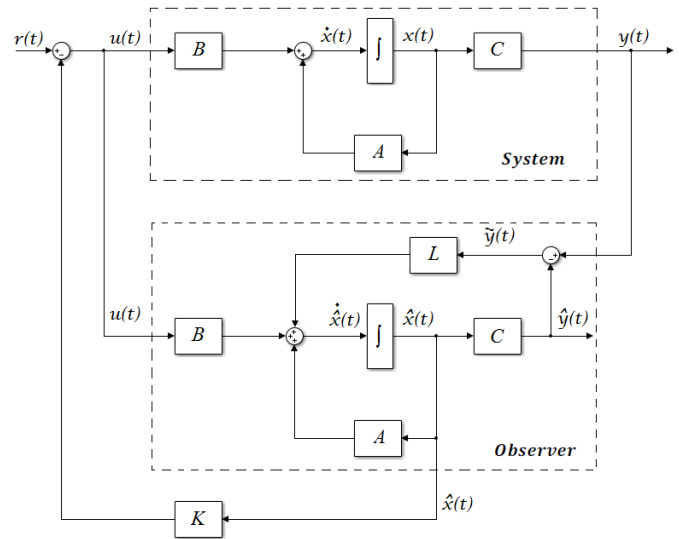 r(t) u(t) B ẋ(t) ∫ x(t) C y(t)
A
System
L ỹ(t)
u(t) B x̂̇(t) ∫ x̂(t) C ŷ(t)
A
Observer
K x̂(t)